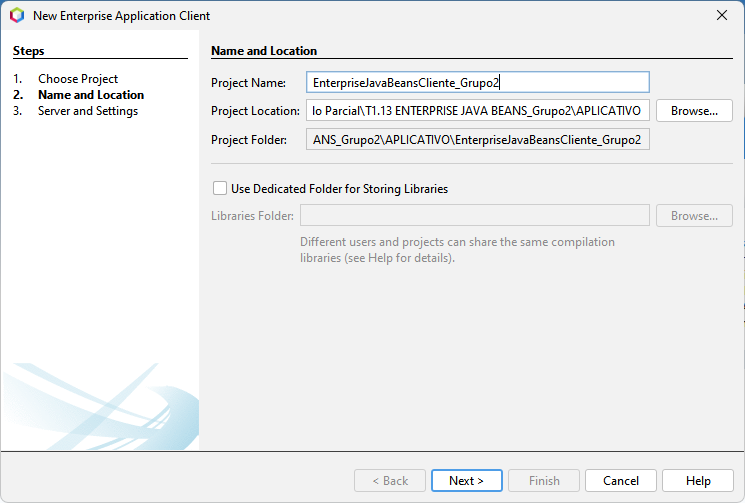 New Enterprise Application Client
Steps
1. Choose Project
2. Name and Location
3. Server and Settings
Name and Location
Project Name: EnterpriseJavaBeansCliente_Grupo2
Project Location: lo Parcial\T1.13 ENTERPRISE JAVA BEANS_Grupo2\APLICATIVO Browse...
Project Folder: ANS_Grupo2\APLICATIVO\EnterpriseJavaBeansCliente_Grupo2
Use Dedicated Folder for Storing Libraries
Libraries Folder: Browse...
Different users and projects can share the same compilation
libraries (see Help for details).
< Back Next > Finish Cancel Help